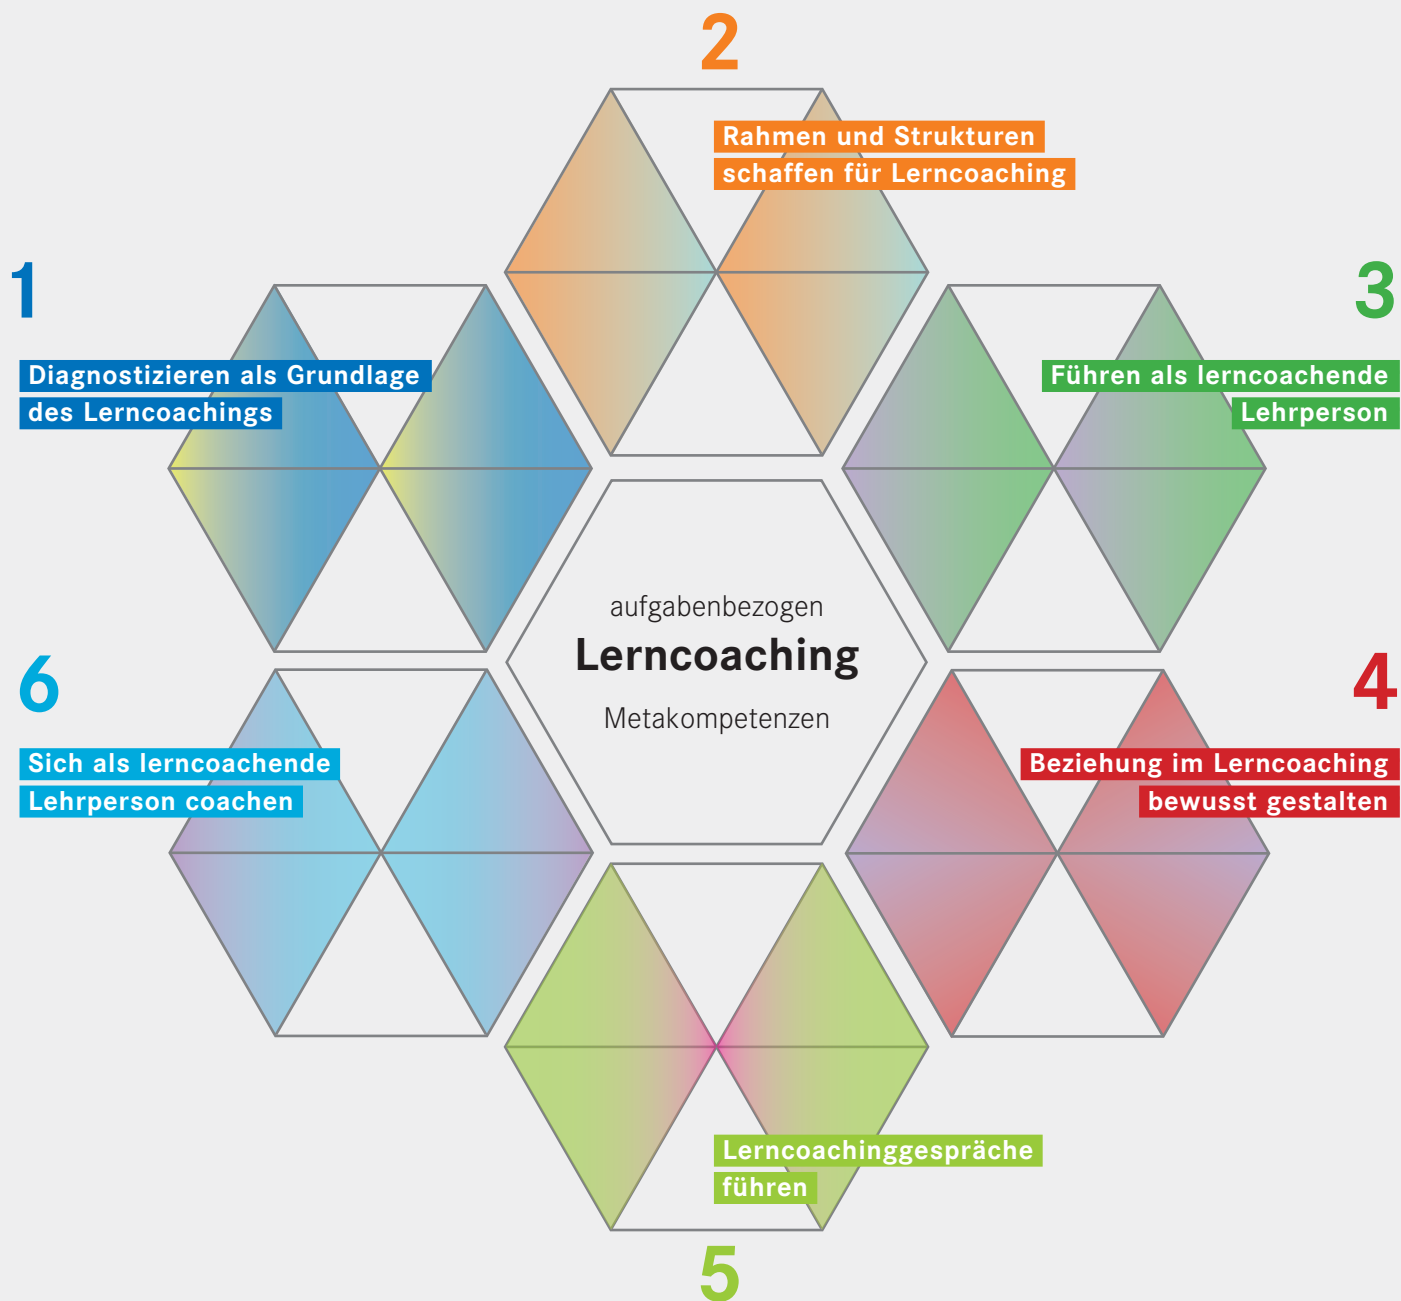 2
Rahmen und Strukturen
schaffen für Lerncoaching
1
Diagnostizieren als Grundlage
des Lerncoachings
3
Führen als lerncoachende
Lehrperson
aufgabenbezogen
Lerncoaching
Metakompetenzen
6
Sich als lerncoachende
Lehrperson coachen
4
Beziehung im Lerncoaching
bewusst gestalten
Lerncoachinggespräche
führen
5